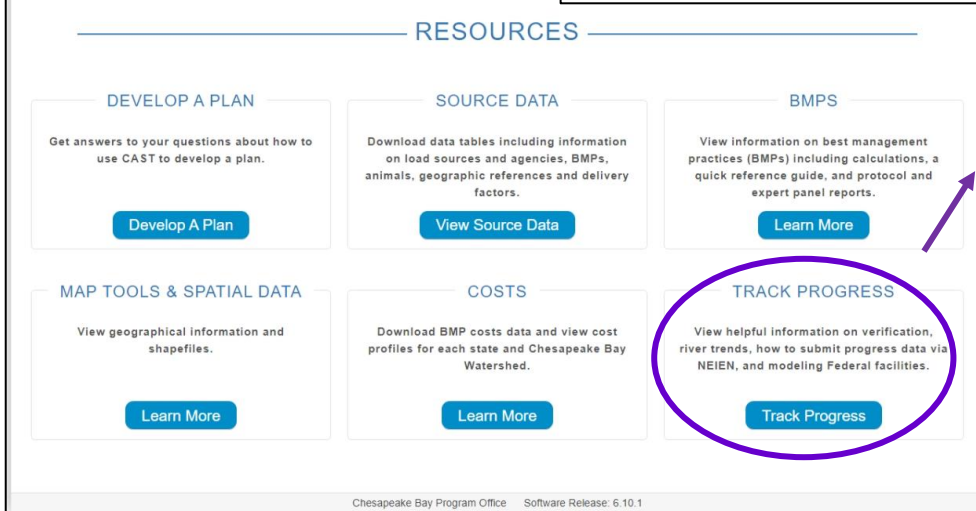 RESOURCES
DEVELOP A PLAN
Get answers to your questions about how to
use CAST to develop a plan.
Develop A Plan
SOURCE DATA
Download data tables including information
on load sources and agencies, BMPs,
animals, geographic references and delivery
factors.
View Source Data
BMPS
View information on best management
practices (BMPs) including calculations, a
quick reference guide, and protocol and
expert panel reports.
Learn More
MAP TOOLS & SPATIAL DATA
View geographical information and
shapefiles.
Learn More
COSTS
Download BMP costs data and view cost
profiles for each state and Chesapeake Bay
Watershed.
Learn More
TRACK PROGRESS
View helpful information on verification,
river trends, how to submit progress data via
NEIEN, and modeling Federal facilities.
Track Progress
Chesapeake Bay Program Office Software Release: 6.10.1